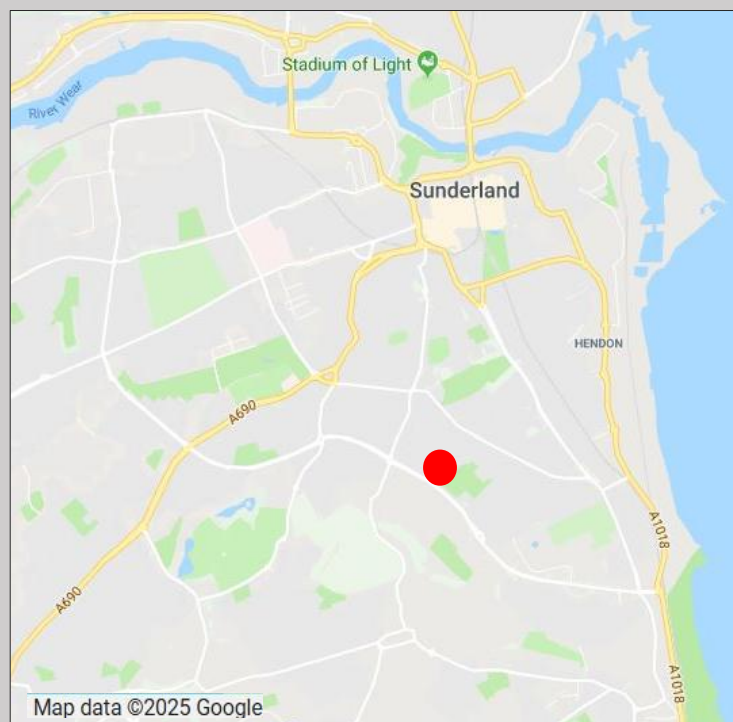 Stadium of Light
River Wear
Sunderland
HENDON
A690
A1018
A690
A1018
Map data ©2025 Google